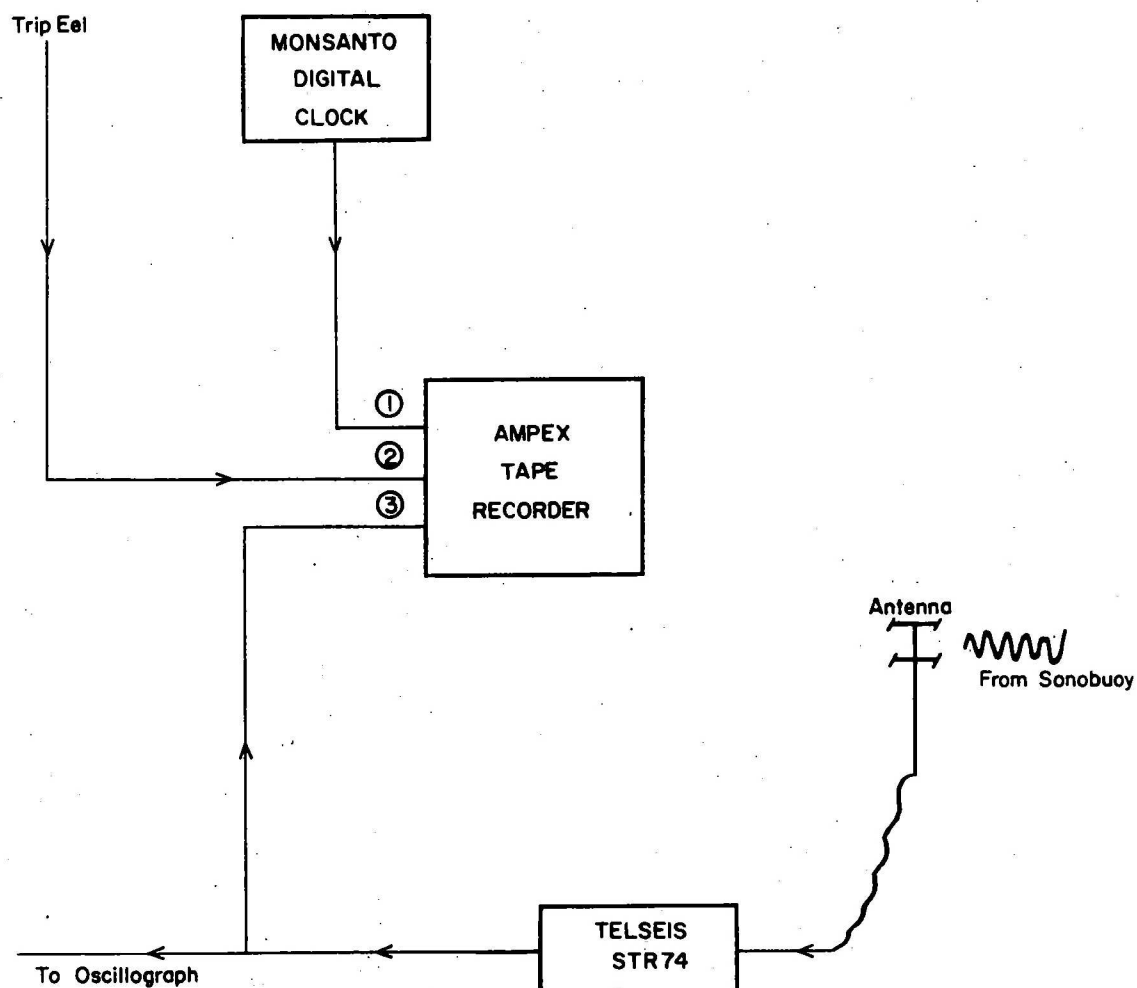 Trip Eel
MONSANTO
DIGITAL
CLOCK
①
②
③
AMPEX
TAPE
RECORDER
Antenna
From Sonobuoy
TELSEIS
STR74
To Oscillograph